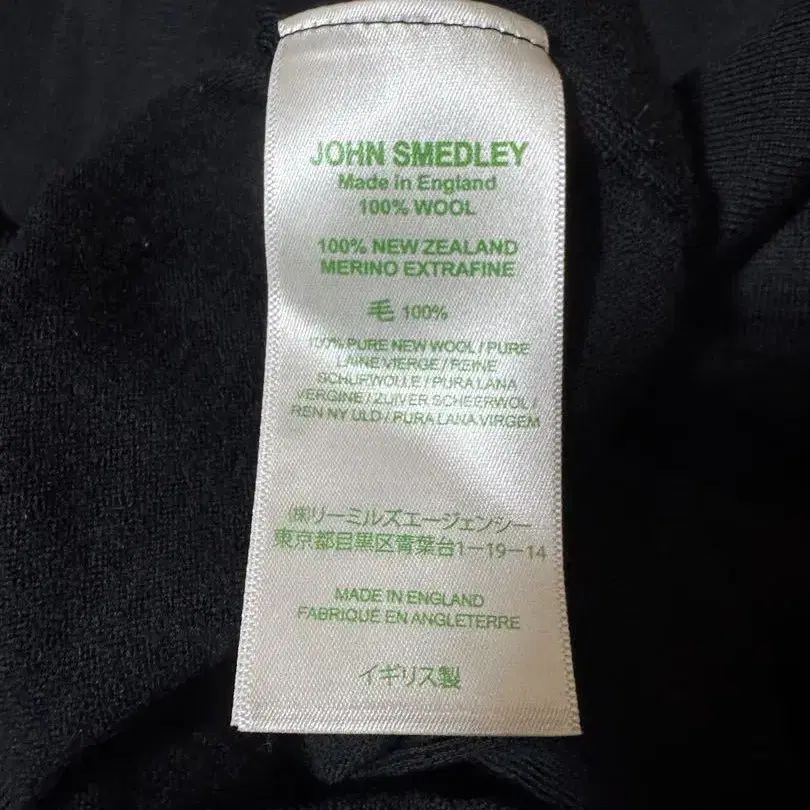 JOHN SMEDLEY
Made in England
100% WOOL
100% NEW ZEALAND
MERINO EXTRAFINE
毛 100%
100% PURE NEW WOOL / PURE
LAINE VIERGE / REINE
SCHURWOLLE / PURA LANA
VERGINE / ZUIVER SCHEERWOL /
REN NY ULD / PURA LANA VIRGEM
(株)リーミルズエージェンシー
東京都目黒区青葉台1-19-14
MADE IN ENGLAND
FABRIQUE EN ANGLETERRE
イギリス製